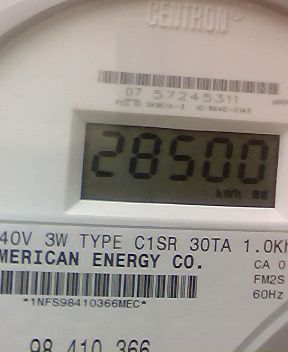 CENTRON®
07 57245311
28500
kWh
40V 3W TYPE C1SR 30TA 1.0Kh
MERICAN ENERGY CO.
CA 0
FM2S
60Hz
*1NFS98410366MEC*
98 410 366